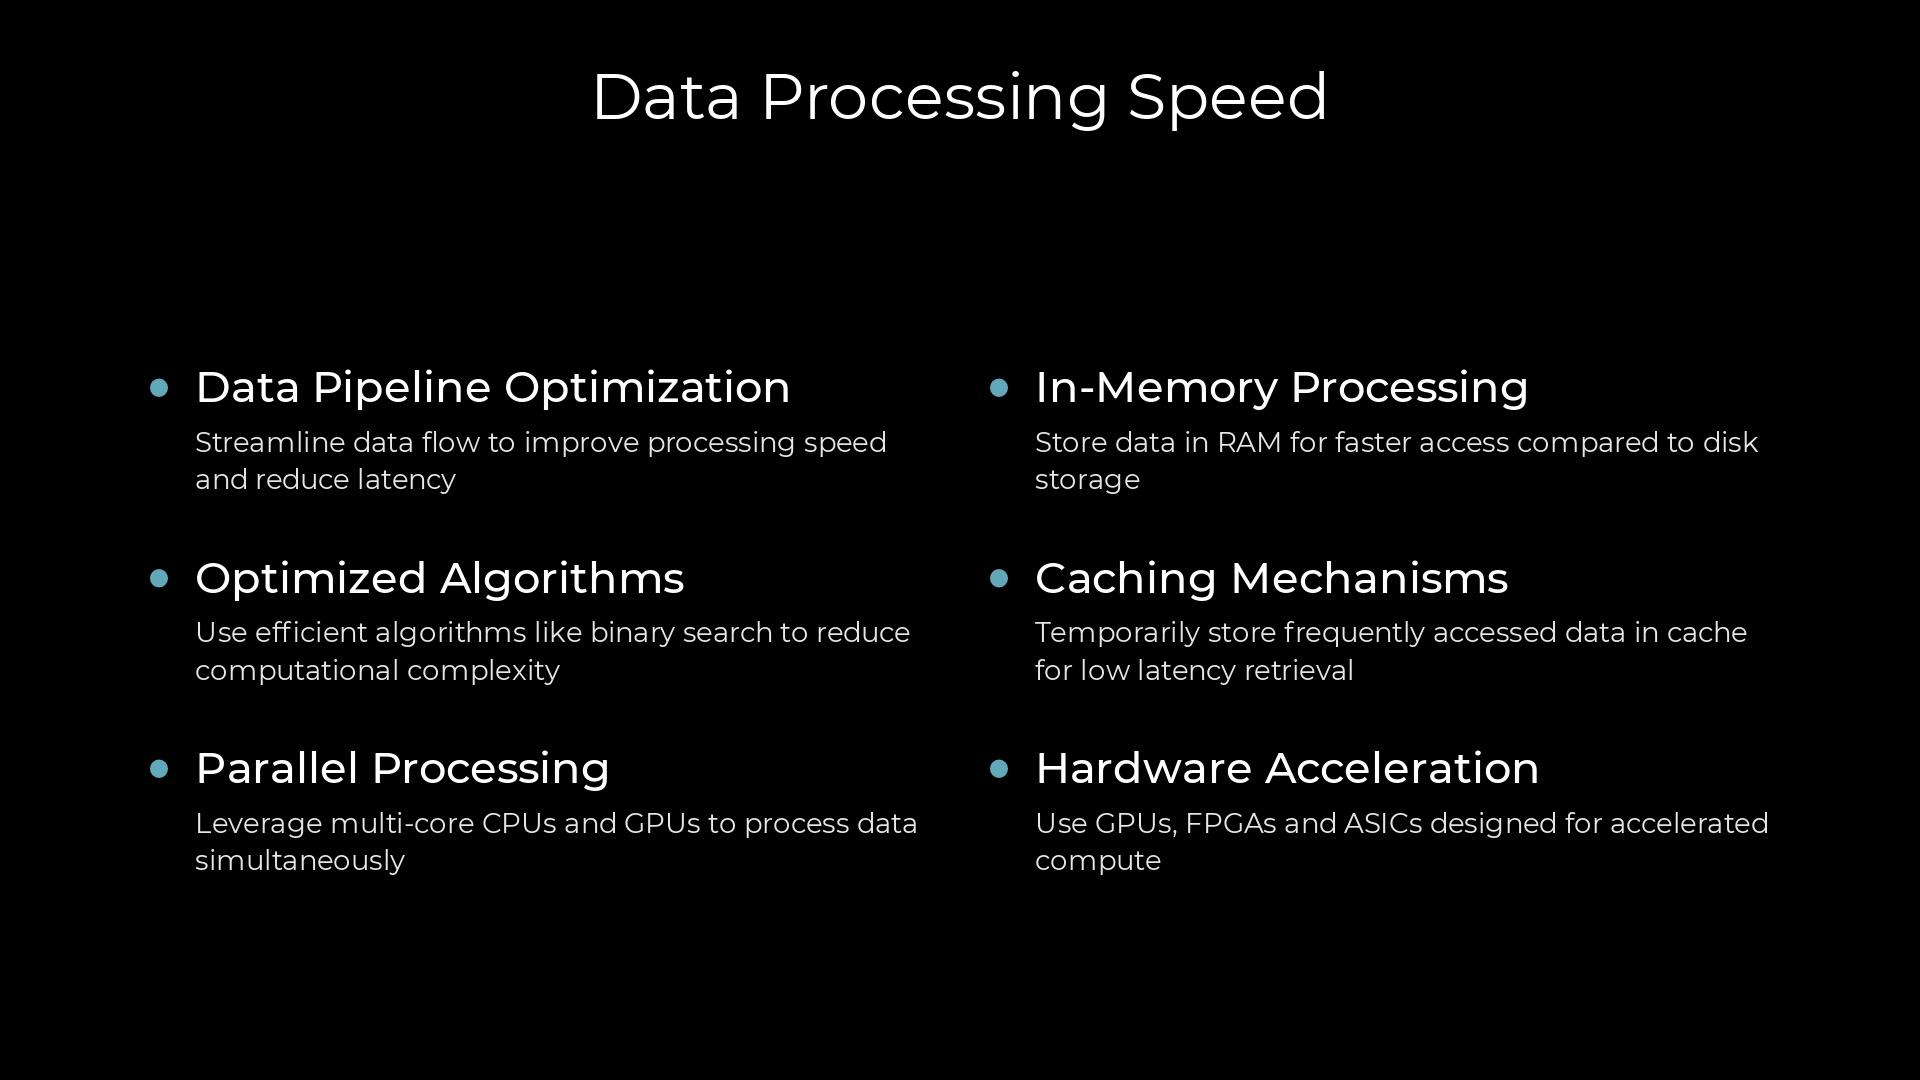 Data Processing Speed
Data Pipeline Optimization
Streamline data flow to improve processing speed
and reduce latency
Optimized Algorithms
Use efficient algorithms like binary search to reduce
computational complexity
Parallel Processing
Leverage multi-core CPUs and GPUs to process data
simultaneously
In-Memory Processing
Store data in RAM for faster access compared to disk
storage
Caching Mechanisms
Temporarily store frequently accessed data in cache
for low latency retrieval
Hardware Acceleration
Use GPUs, FPGAs and ASICs designed for accelerated
compute